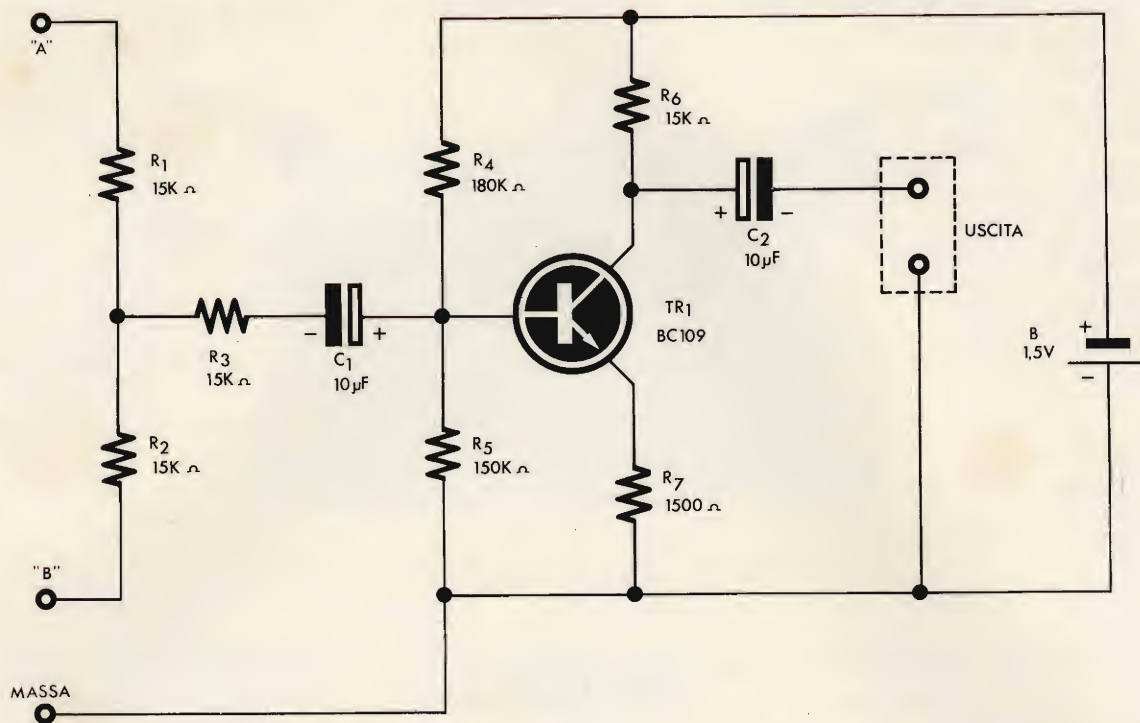 "A"
R1
15K Ω
R2
15K Ω
"B"
MASSA
R3
15K Ω
-
+
C1
10µF
R4
180K Ω
R5
150K Ω
R6
15K Ω
TR1
BC109
R7
1500 Ω
+
-
C2
10µF
USCITA
B
1,5V
+
-